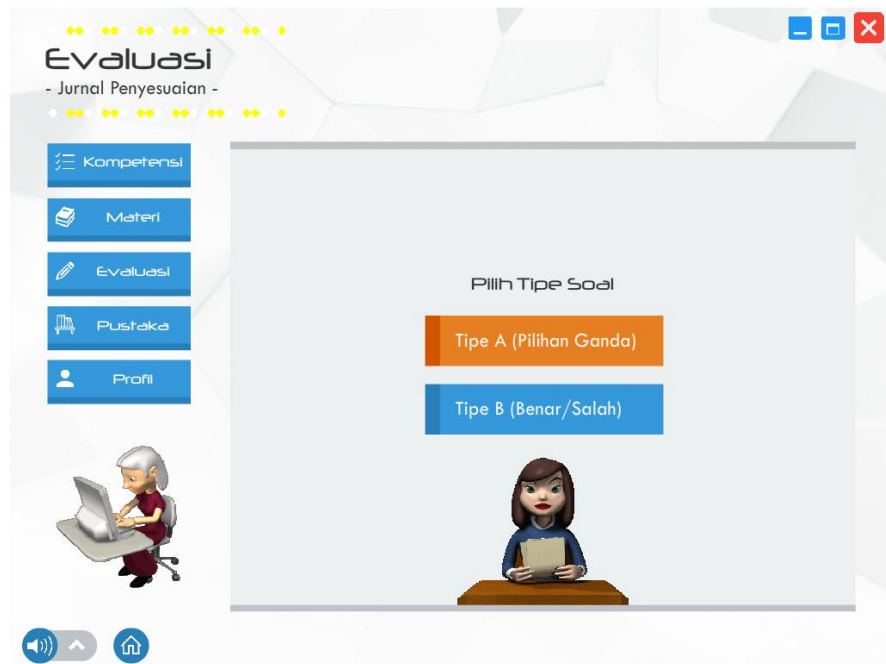 Evaluasi
- Jurnal Penyesuaian -
Kompetensi
Materi
Evaluasi
Pustaka
Profil
Pilih Tipe Soal
Tipe A (Pilihan Ganda)
Tipe B (Benar/Salah)